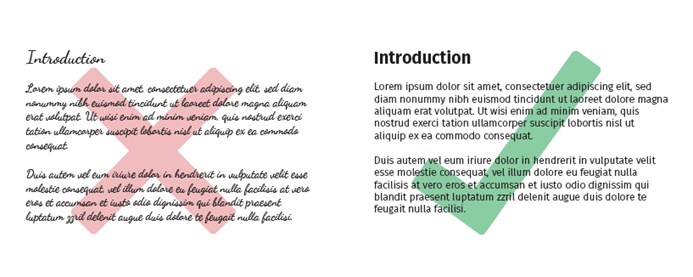 Introduction
Lorem ipsum dolor sit amet, consectetuer adipiscing elit, sed diam
nonummy nibh euismod tincidunt ut laoreet dolore magna aliquam
erat volutpat. Ut wisi enim ad minim veniam, quis nostrud exerci
tation ullamcorper suscipit lobortis nisl ut aliquip ex ea commodo
consequat.
Duis autem vel eum iriure dolor in hendrerit in vulputate velit esse
molestie consequat, vel illum dolore eu feugiat nulla facilisis at vero
eros et accumsan et iusto odio dignissim qui blandit praesent
luptatum zzril delenit augue duis dolore te feugait nulla facilisi.
Introduction
Lorem ipsum dolor sit amet, consectetuer adipiscing elit, sed
diam nonummy nibh euismod tincidunt ut laoreet dolore magna
aliquam erat volutpat. Ut wisi enim ad minim veniam, quis
nostrud exerci tation ullamcorper suscipit lobortis nisl ut
aliquip ex ea commodo consequat.
Duis autem vel eum iriure dolor in hendrerit in vulputate velit
esse molestie consequat, vel illum dolore eu feugiat nulla
facilisis at vero eros et accumsan et iusto odio dignissim qui
blandit praesent luptatum zzril delenit augue duis dolore te
feugait nulla facilisi.